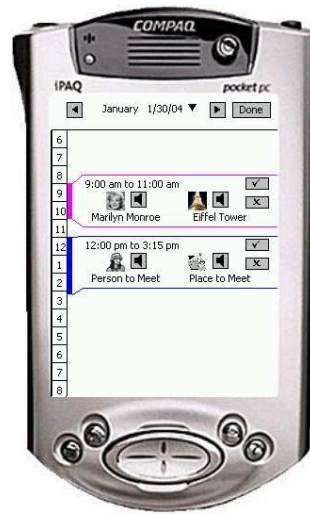 COMPAQ
iPAQ pocket pc
January 1/30/04 Done
6
7
8
9:00 am to 11:00 am
9
10
Marilyn Monroe Eiffel Tower
11
12 12:00 pm to 3:15 pm
1
2 Person to Meet Place to Meet
3
4
5
6
7
8